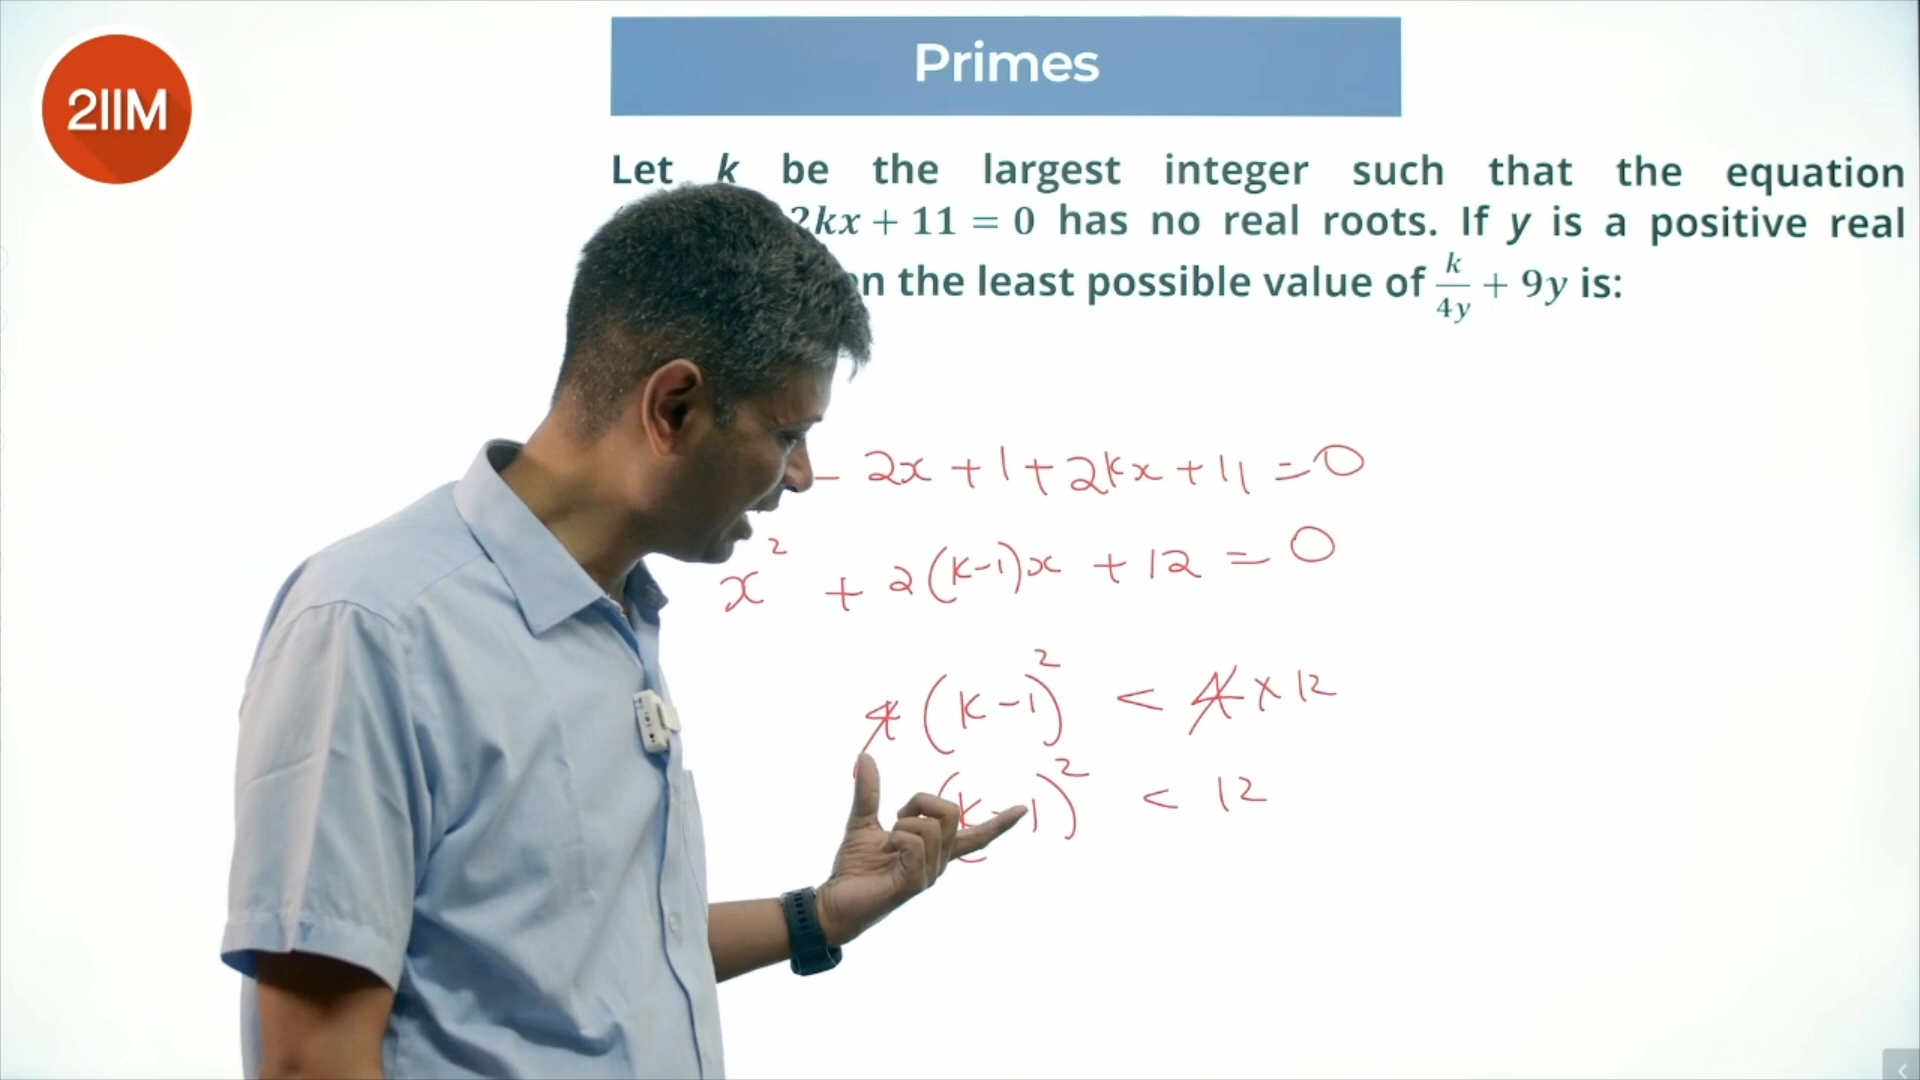 2IIM
Primes
Let k be the largest integer such that the equation
2kx + 11 = 0 has no real roots. If y is a positive real
the least possible value of k/4y + 9y is:
- 2x + 1 + 2kx + 11 = 0
x² + 2(k-1)x + 12 = 0
4(k-1)² < 4 x 12
(k-1)² < 12